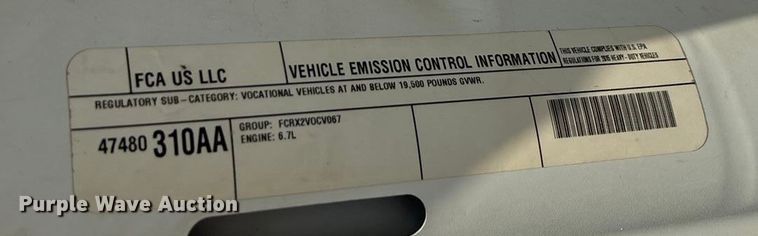 FCA US LLC
VEHICLE EMISSION CONTROL INFORMATION
THIS VEHICLE COMPLIES WITH U.S. EPA
REGULATIONS FOR 2015 HEAVY - DUTY VEHICLES
REGULATORY SUB-CATEGORY: VOCATIONAL VEHICLES AT AND BELOW 19,500 POUNDS GVWR.
47480 310AA
GROUP: FCRX2VOCV067
ENGINE: 6.7L
Purple Wave Auction